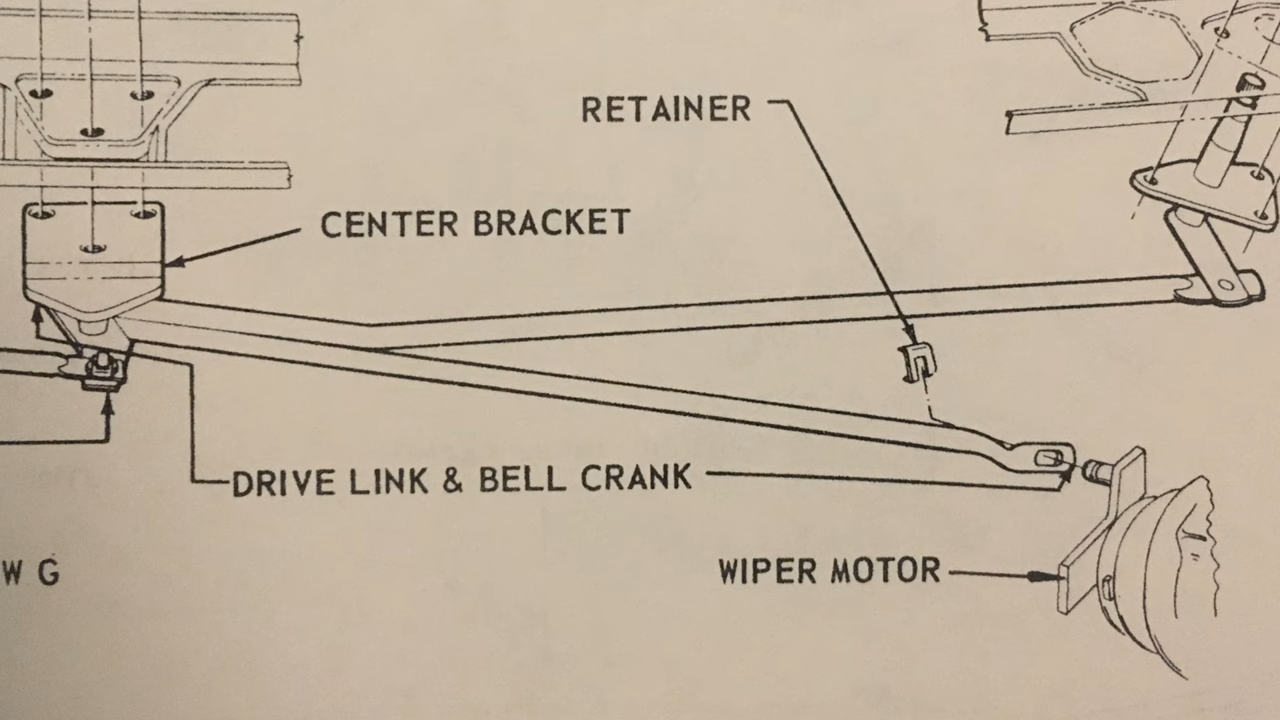 RETAINER
CENTER BRACKET
DRIVE LINK & BELL CRANK
WIPER MOTOR
W G